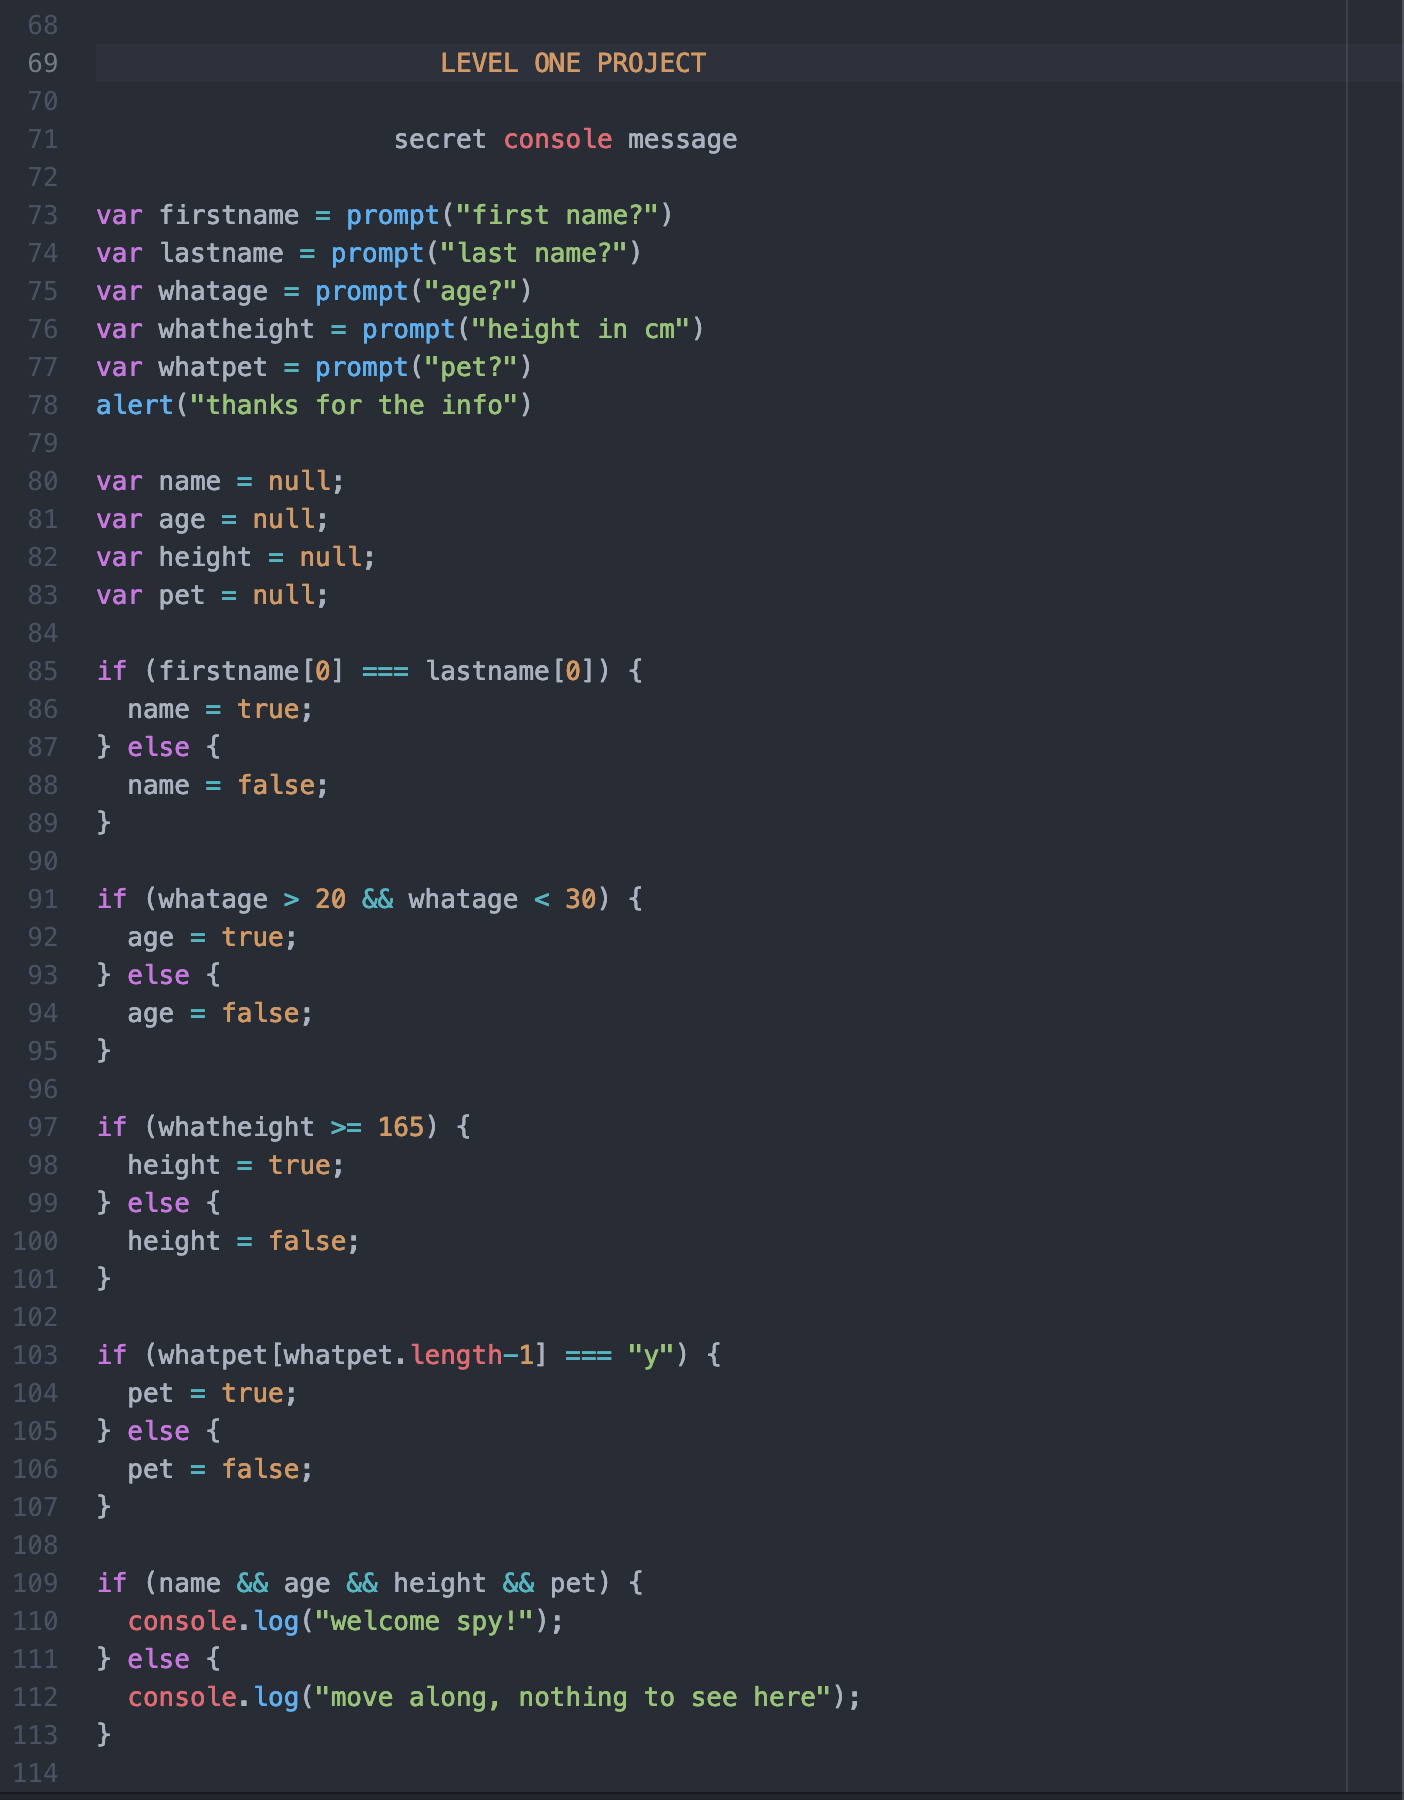 68
69 LEVEL ONE PROJECT
70
71 secret console message
72
73 var firstname = prompt("first name?")
74 var lastname = prompt("last name?")
75 var whatage = prompt("age?")
76 var whatheight = prompt("height in cm")
77 var whatpet = prompt("pet?")
78 alert("thanks for the info")
79
80 var name = null;
81 var age = null;
82 var height = null;
83 var pet = null;
84
85 if (firstname[0] === lastname[0]) {
86   name = true;
87 } else {
88   name = false;
89 }
90
91 if (whatage > 20 && whatage < 30) {
92   age = true;
93 } else {
94   age = false;
95 }
96
97 if (whatheight >= 165) {
98   height = true;
99 } else {
100   height = false;
101 }
102
103 if (whatpet[whatpet.length-1] === "y") {
104   pet = true;
105 } else {
106   pet = false;
107 }
108
109 if (name && age && height && pet) {
110   console.log("welcome spy!");
111 } else {
112   console.log("move along, nothing to see here");
113 }
114